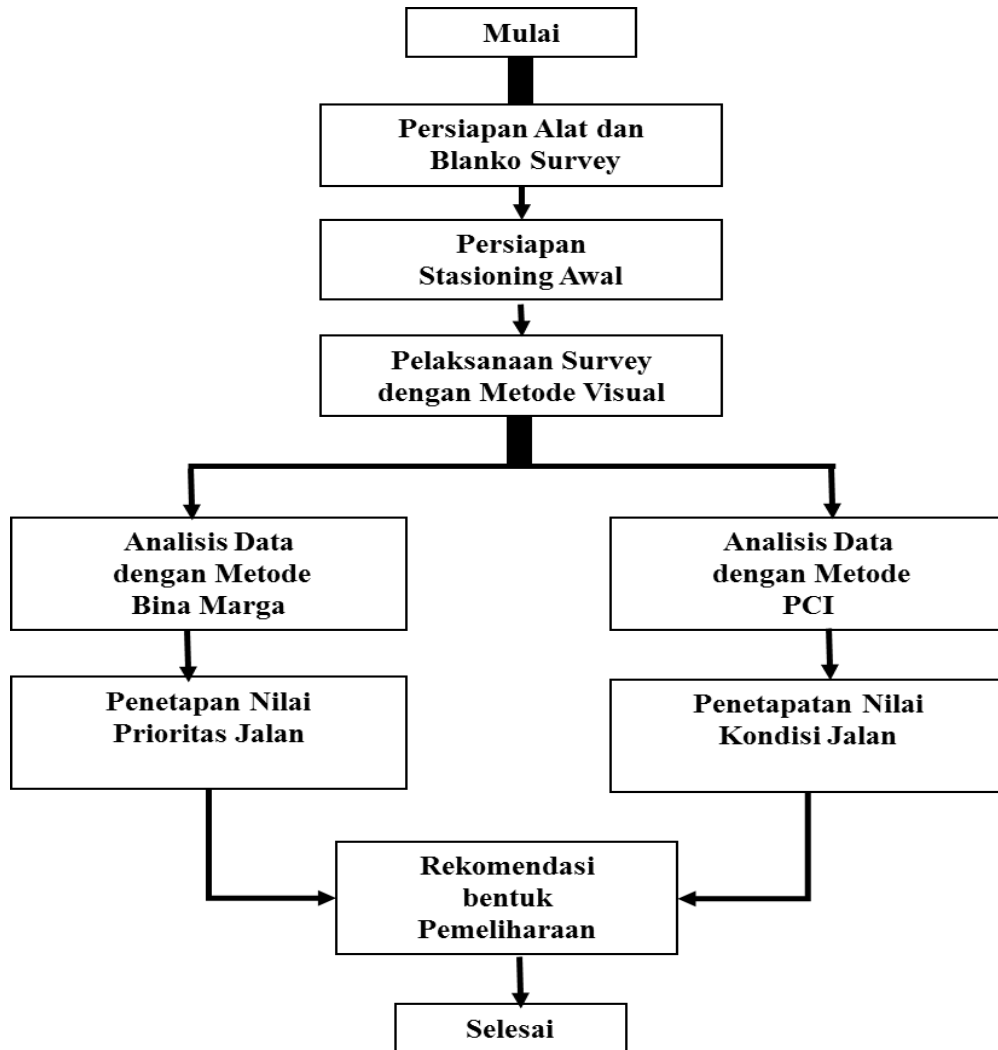 Mulai
Persiapan Alat dan
Blanko Survey
Persiapan
Stasioning Awal
Pelaksanaan Survey
dengan Metode Visual
Analisis Data
dengan Metode
Bina Marga
Analisis Data
dengan Metode
PCI
Penetapan Nilai
Prioritas Jalan
Penetapatan Nilai
Kondisi Jalan
Rekomendasi
bentuk
Pemeliharaan
Selesai